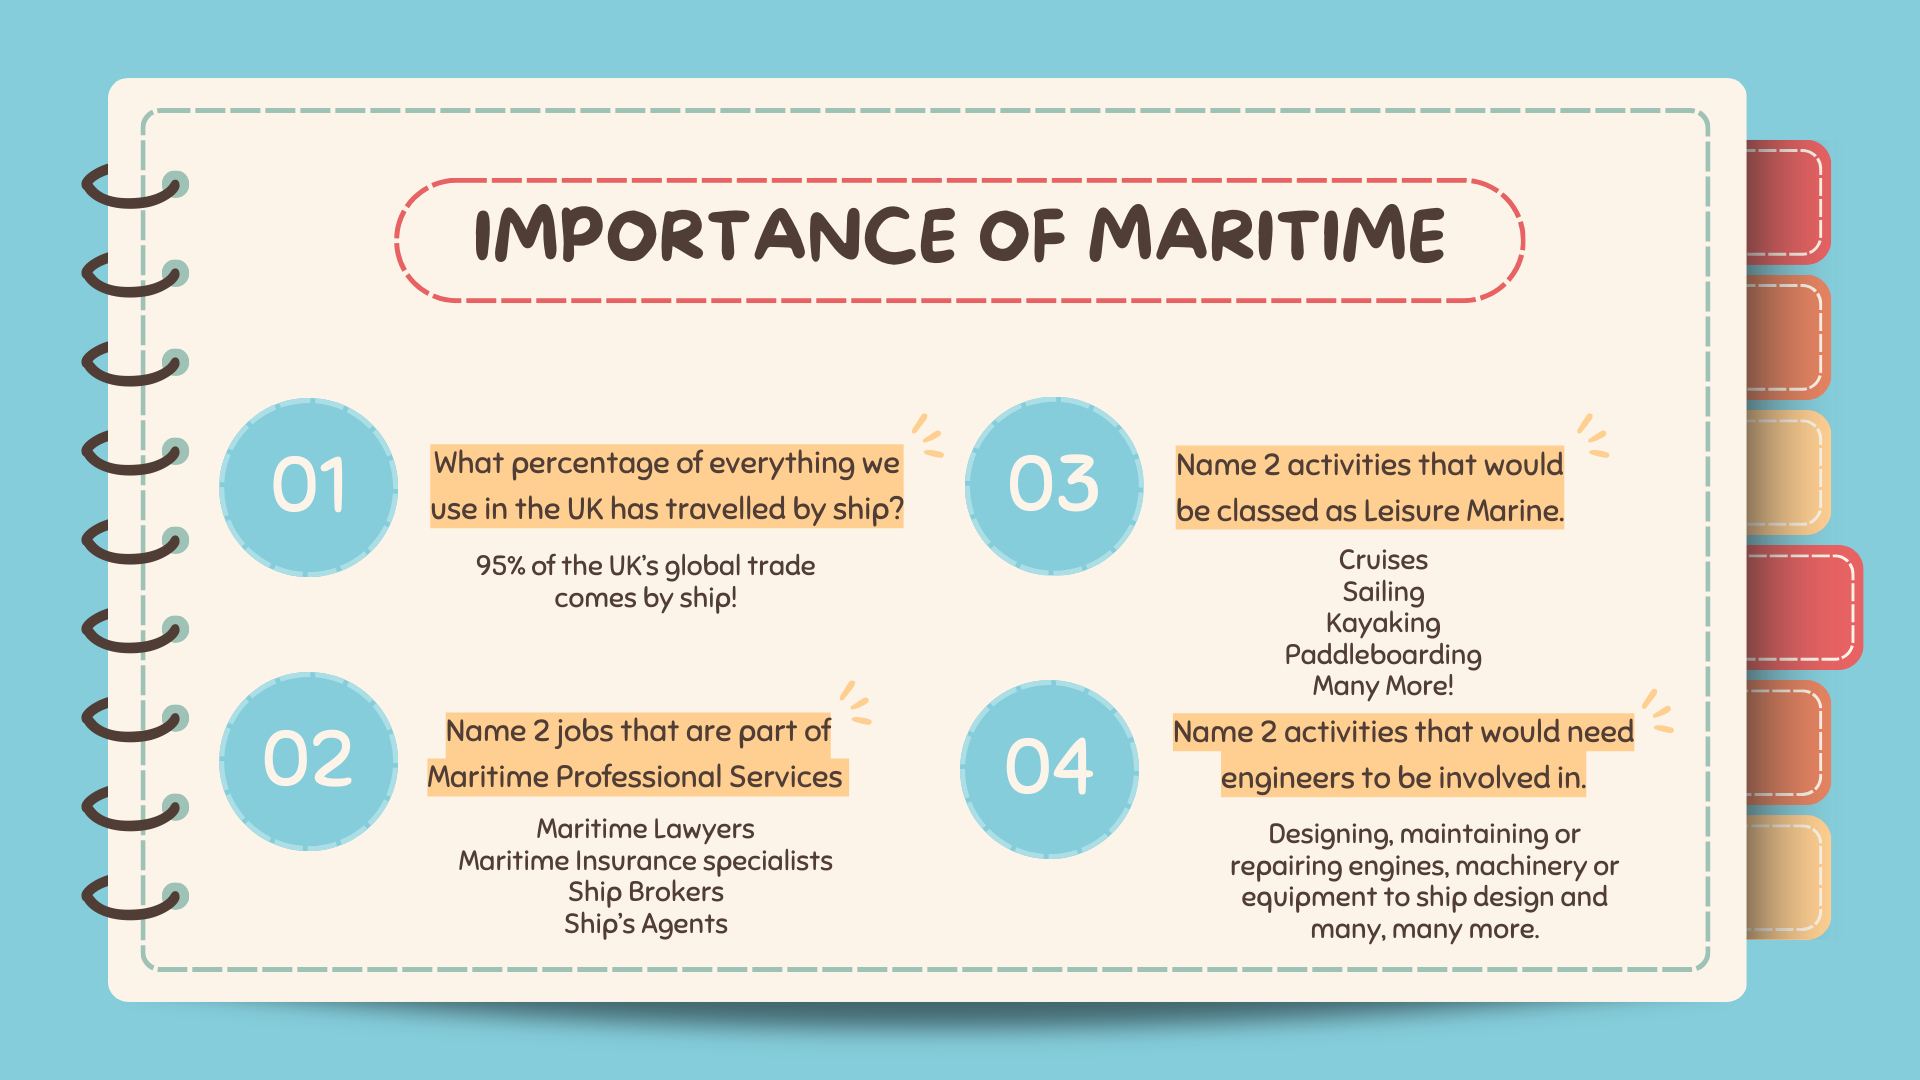 IMPORTANCE OF MARITIME
01
What percentage of everything we
use in the UK has travelled by ship?
95% of the UK's global trade
comes by ship!
02
Name 2 jobs that are part of
Maritime Professional Services
Maritime Lawyers
Maritime Insurance specialists
Ship Brokers
Ship's Agents
03
Name 2 activities that would
be classed as Leisure Marine.
Cruises
Sailing
Kayaking
Paddleboarding
Many More!
04
Name 2 activities that would need
engineers to be involved in.
Designing, maintaining or
repairing engines, machinery or
equipment to ship design and
many, many more.